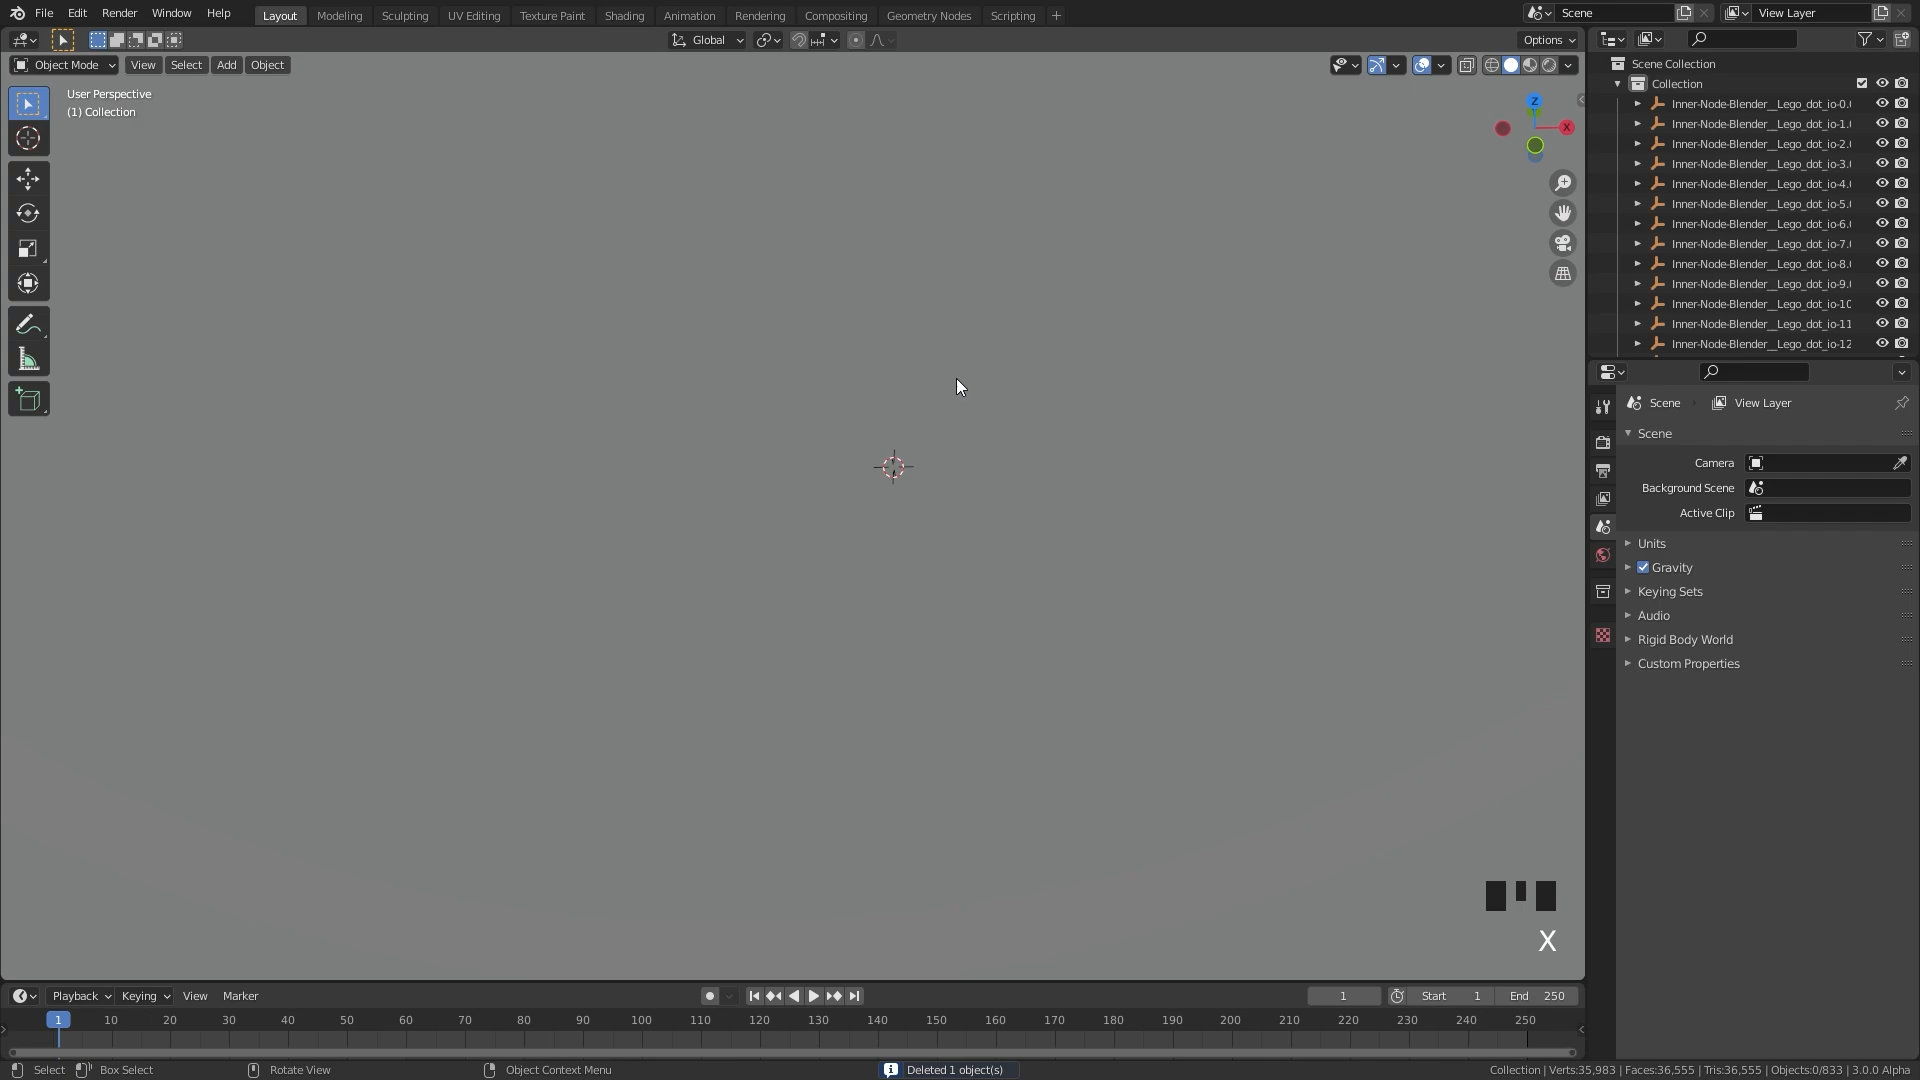 File Edit Render Window Help Layout Modeling Sculpting UV Editing Texture Paint Shading Animation Rendering Compositing Geometry Nodes Scripting + Scene View Layer
Global Options
Object Mode View Select Add Object
User Perspective
(1) Collection
Z
X
Scene Collection
Collection
Inner-Node-Blender__Lego_dot_io-0.
Inner-Node-Blender__Lego_dot_io-1.
Inner-Node-Blender__Lego_dot_io-2.
Inner-Node-Blender__Lego_dot_io-3.
Inner-Node-Blender__Lego_dot_io-4.
Inner-Node-Blender__Lego_dot_io-5.
Inner-Node-Blender__Lego_dot_io-6.
Inner-Node-Blender__Lego_dot_io-7.
Inner-Node-Blender__Lego_dot_io-8.
Inner-Node-Blender__Lego_dot_io-9.
Inner-Node-Blender__Lego_dot_io-10
Inner-Node-Blender__Lego_dot_io-11
Inner-Node-Blender__Lego_dot_io-12
Scene View Layer
Scene
Camera
Background Scene
Active Clip
Units
Gravity
Keying Sets
Audio
Rigid Body World
Custom Properties
X
Playback Keying View Marker 1 Start 1 End 250
1 10 20 30 40 50 60 70 80 90 100 110 120 130 140 150 160 170 180 190 200 210 220 230 240 250
Select Box Select Rotate View Object Context Menu Deleted 1 object(s) Collection | Verts:35,983 | Faces:36,555 | Tris:36,555 | Objects:0/833 | 3.0.0 Alpha